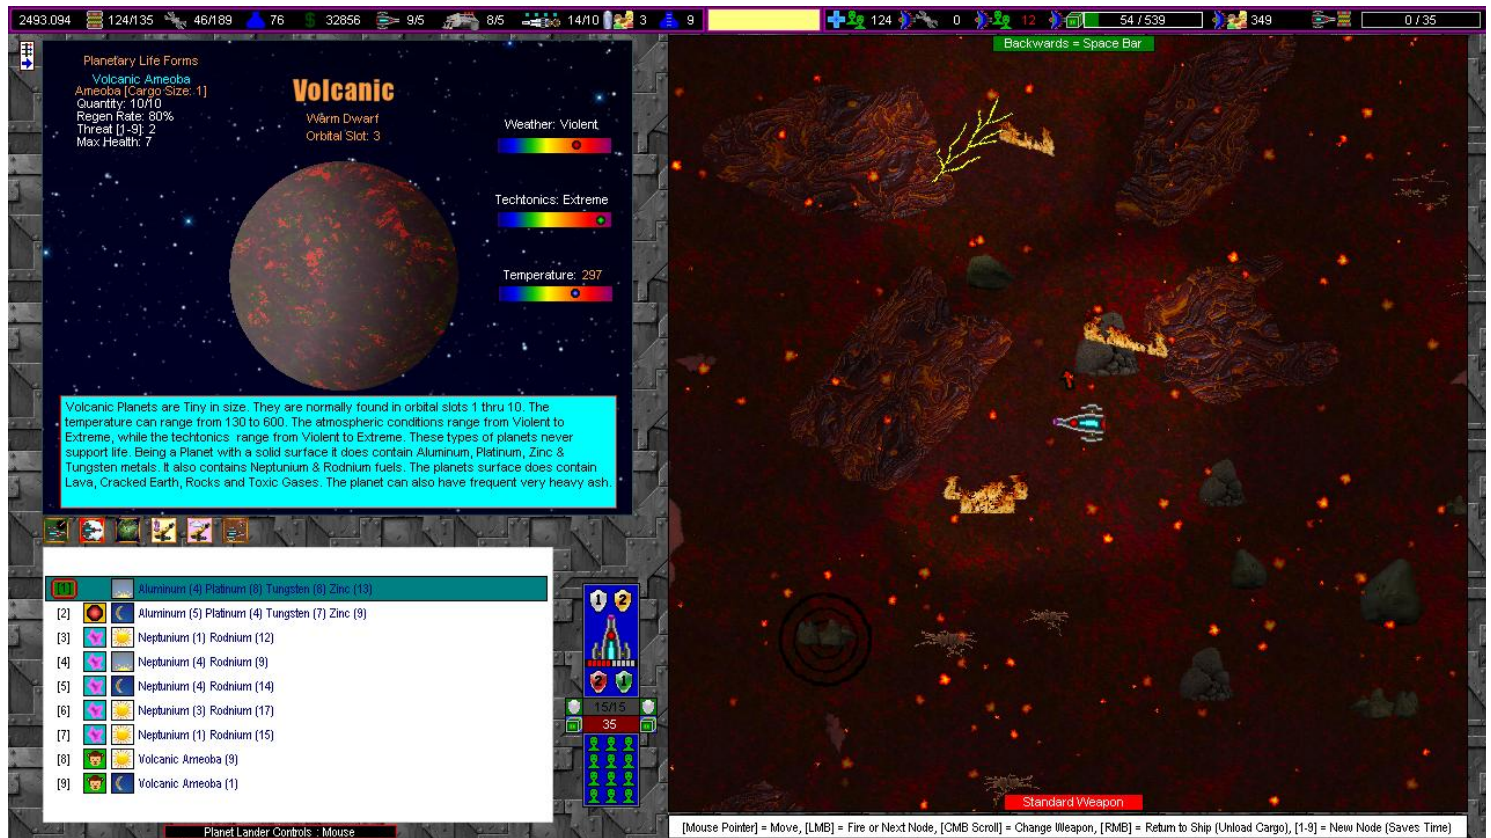 2493.094 124/135 46/189 76 $ 32856 9/5 8/5 14/10 3 9 124 0 12 54 / 539 349 0 / 35
Backwards = Space Bar
Planetary Life Forms
Volcanic Ameoba
Ameoba [Cargo Size: 1]
Quantity: 10/10
Regen Rate: 80%
Threat [1-9]: 2
Max Health: 7
Volcanic
Warm Dwarf
Orbital Slot: 3
Weather: Violent
Techtonics: Extreme
Temperature: 297
Volcanic Planets are Tiny in size. They are normally found in orbital slots 1 thru 10. The
temperature can range from 130 to 600. The atmospheric conditions range from Violent to
Extreme, while the techtonics range from Violent to Extreme. These types of planets never
support life. Being a Planet with a solid surface it does contain Aluminum, Platinum, Zinc &
Tungsten metals. It also contains Neptunium & Rodnium fuels. The planets surface does contain
Lava, Cracked Earth, Rocks and Toxic Gases. The planet can also have frequent very heavy ash.
[1] Aluminum (4) Platinum (8) Tungsten (8) Zinc (13)
[2] Aluminum (5) Platinum (4) Tungsten (7) Zinc (9)
[3] Neptunium (1) Rodnium (12)
[4] Neptunium (4) Rodnium (9)
[5] Neptunium (4) Rodnium (14)
[6] Neptunium (3) Rodnium (17)
[7] Neptunium (1) Rodnium (15)
[8] Volcanic Ameoba (9)
[9] Volcanic Ameoba (1)
1 2
2 1
15/15
35
Planet Lander Controls : Mouse
Standard Weapon
[Mouse Pointer] = Move, [LMB] = Fire or Next Node, [CMB Scroll] = Change Weapon, [RMB] = Return to Ship (Unload Cargo), [1-9] = New Node (Saves Time)